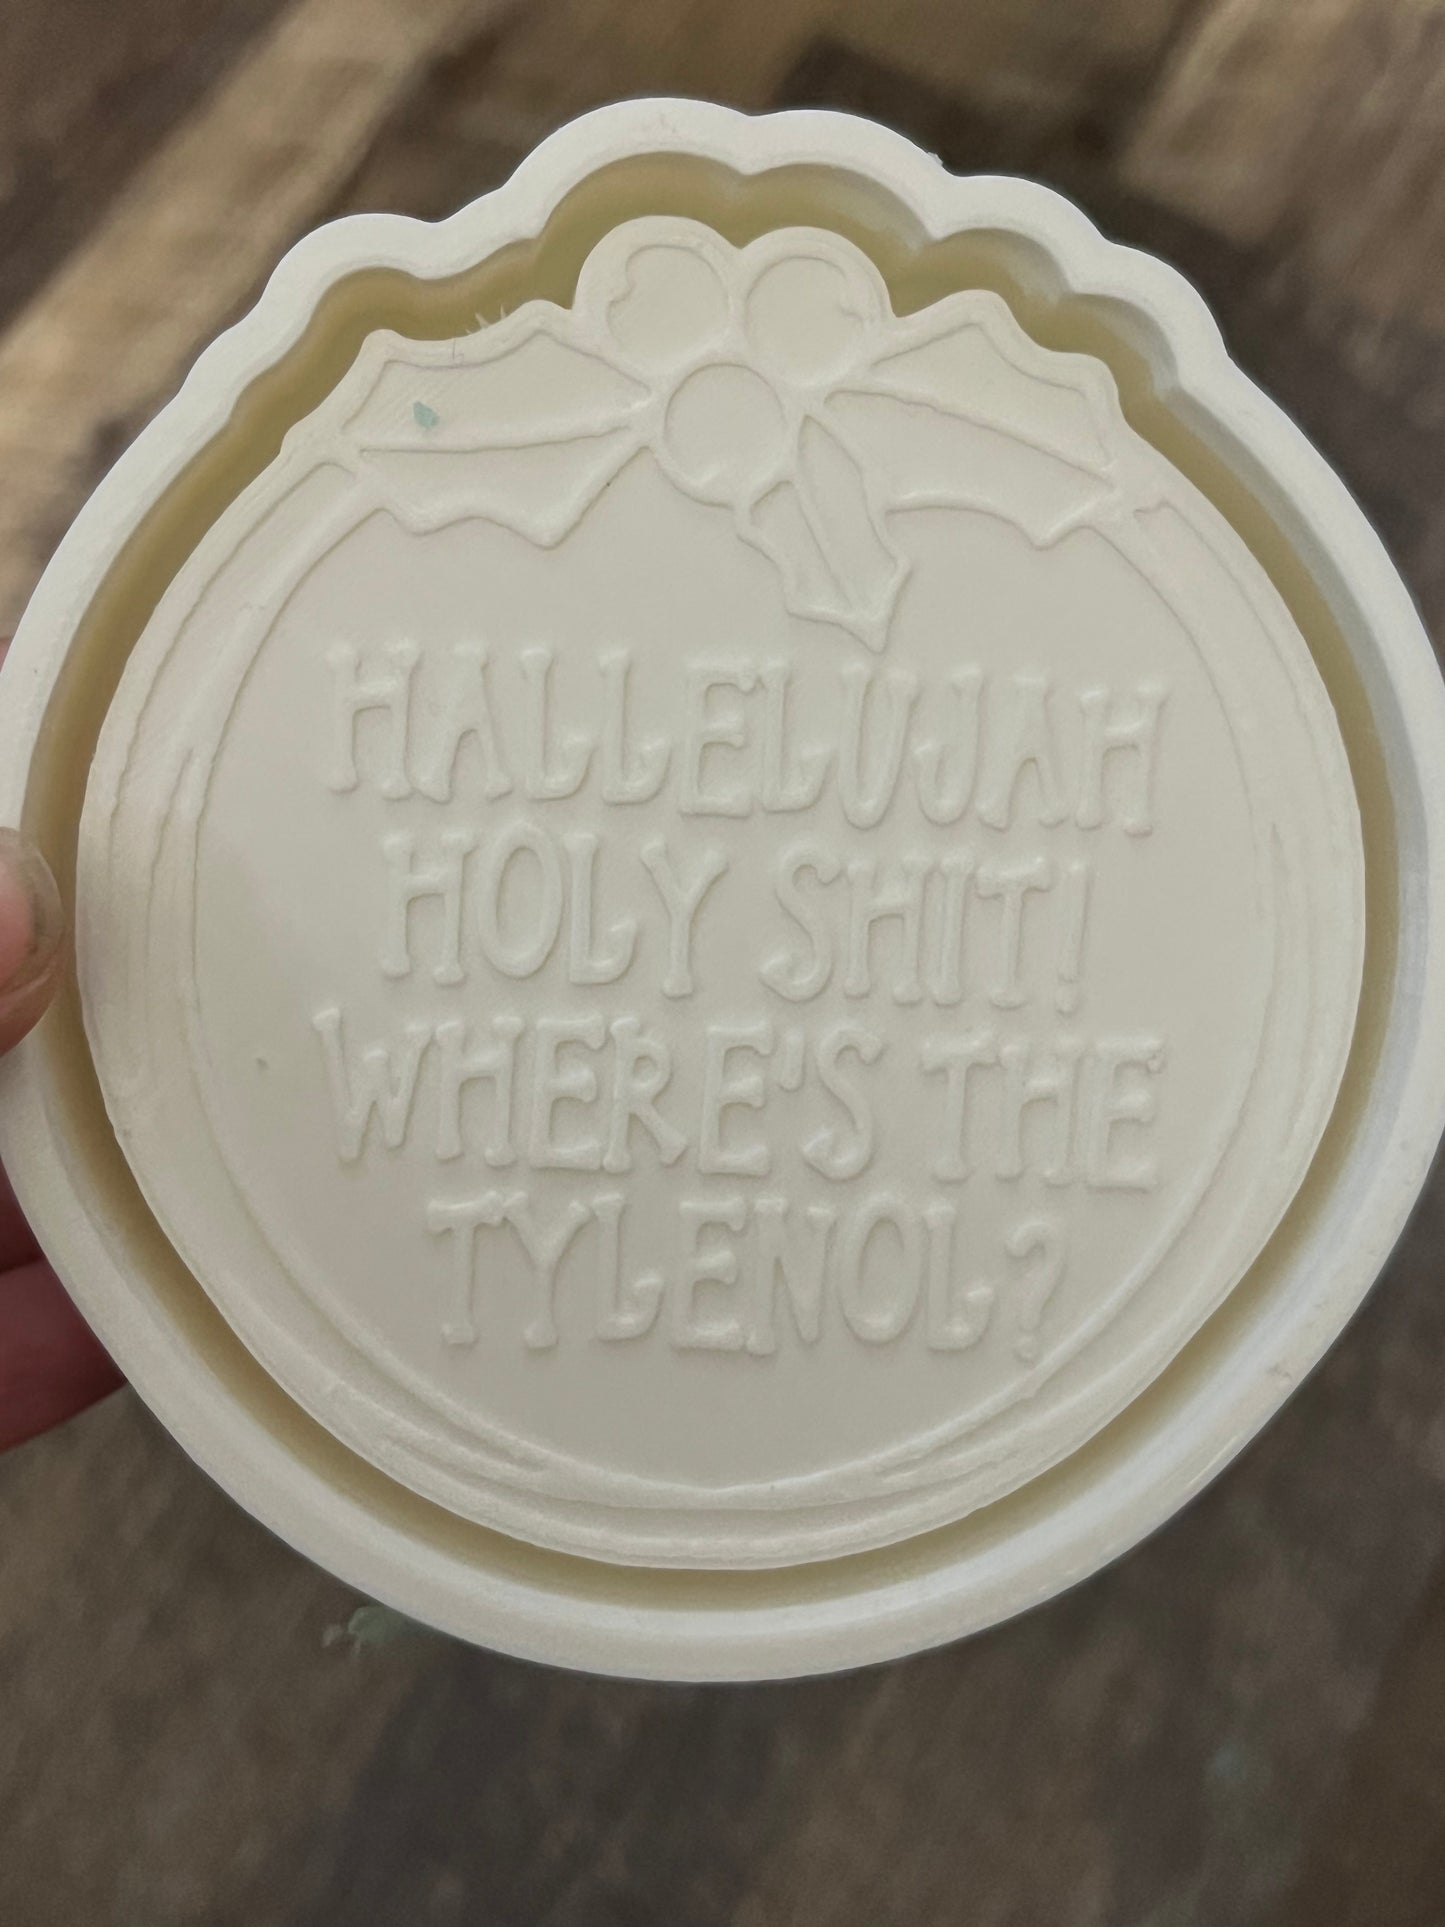 HALLELUJAH
HOLY SHIT!
WHERE'S THE
TYLENOL?